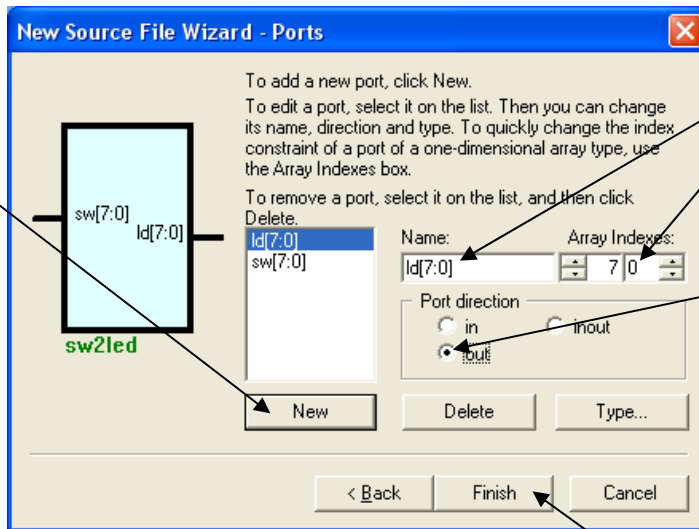 New Source File Wizard - Ports
To add a new port, click New.
To edit a port, select it on the list. Then you can change
its name, direction and type. To quickly change the index
constraint of a port of a one-dimensional array type, use
the Array Indexes box.
To remove a port, select it on the list, and then click
Delete.
sw[7:0]
ld[7:0]
sw2led
ld[7:0]
sw[7:0]
Name:
Array Indexes:
ld[7:0]
7 0
Port direction
in
inout
out
New
Delete
Type...
< Back
Finish
Cancel